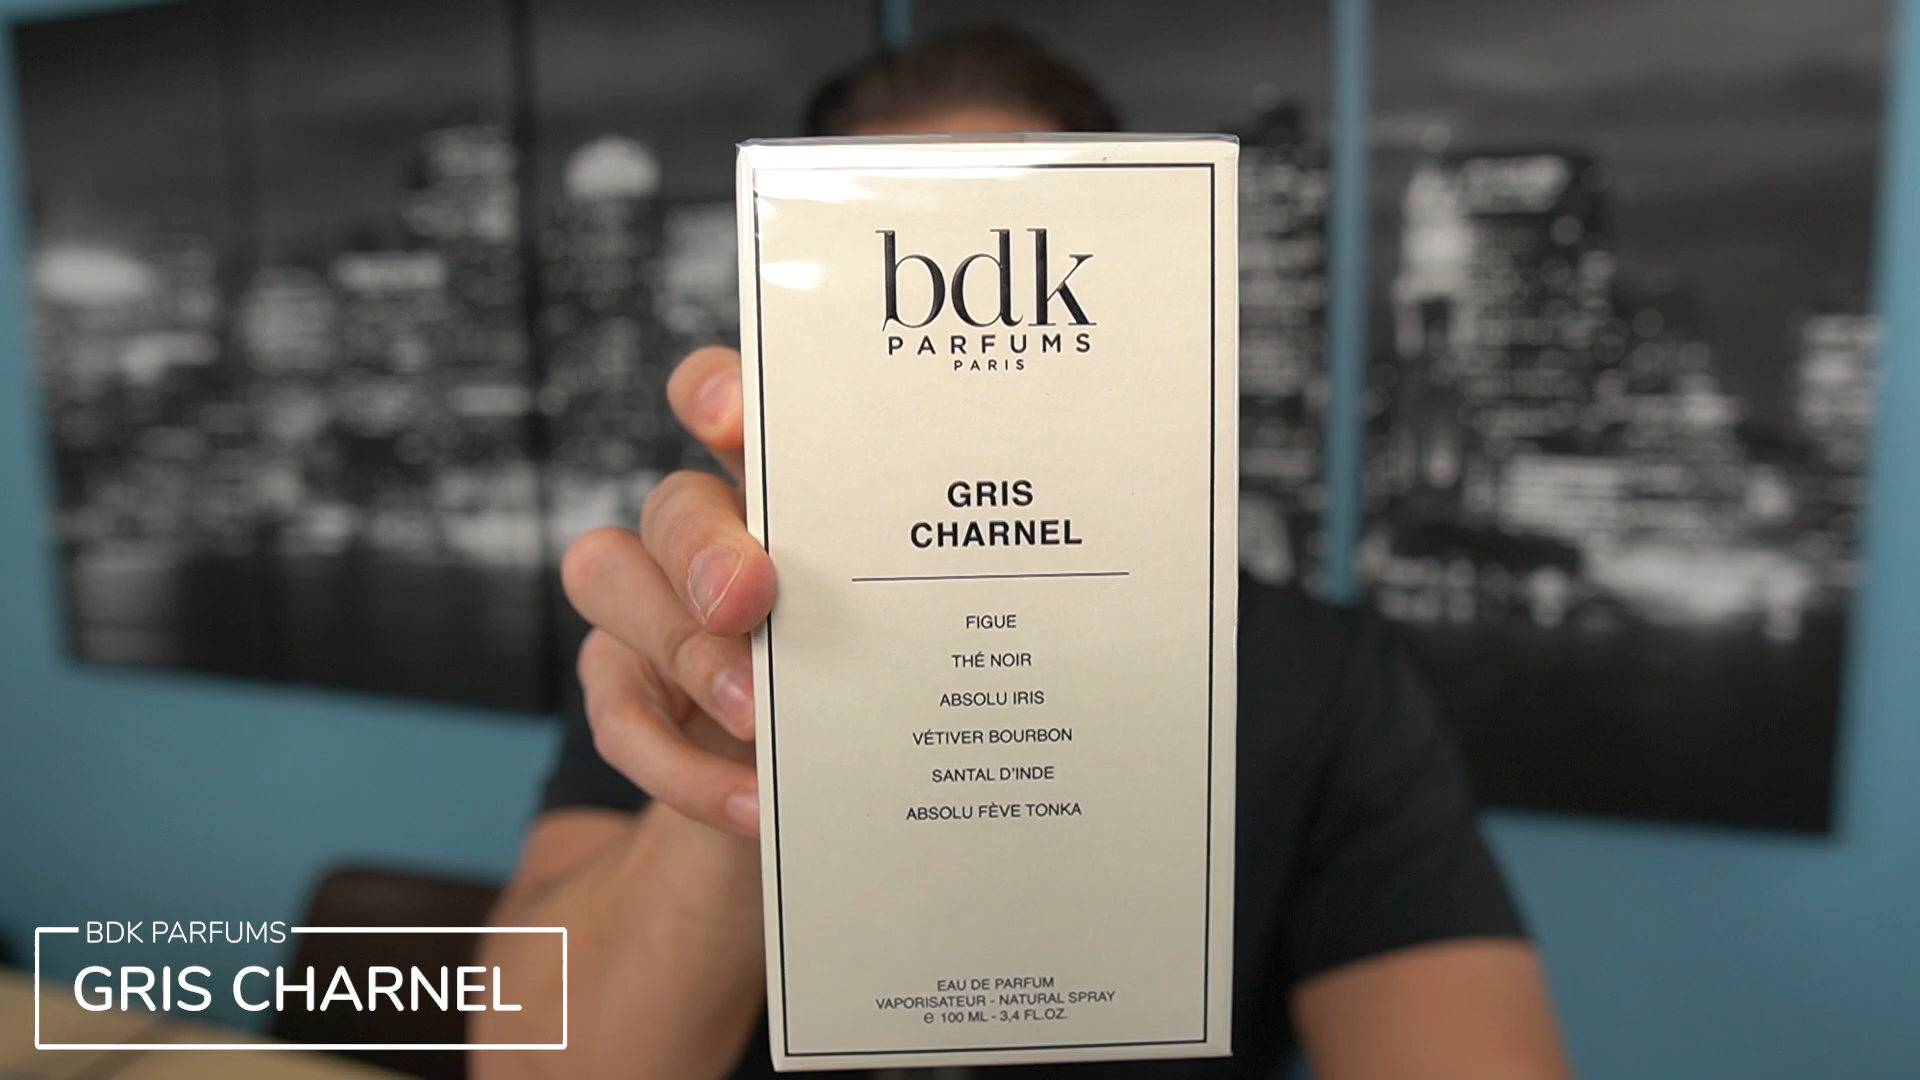 bdk
PARFUMS
PARIS
GRIS
CHARNEL
FIGUE
THÉ NOIR
ABSOLU IRIS
VÉTIVER BOURBON
SANTAL D'INDE
ABSOLU FÈVE TONKA
EAU DE PARFUM
VAPORISATEUR - NATURAL SPRAY
℮ 100 ML - 3,4 FL.OZ.
BDK PARFUMS
GRIS CHARNEL